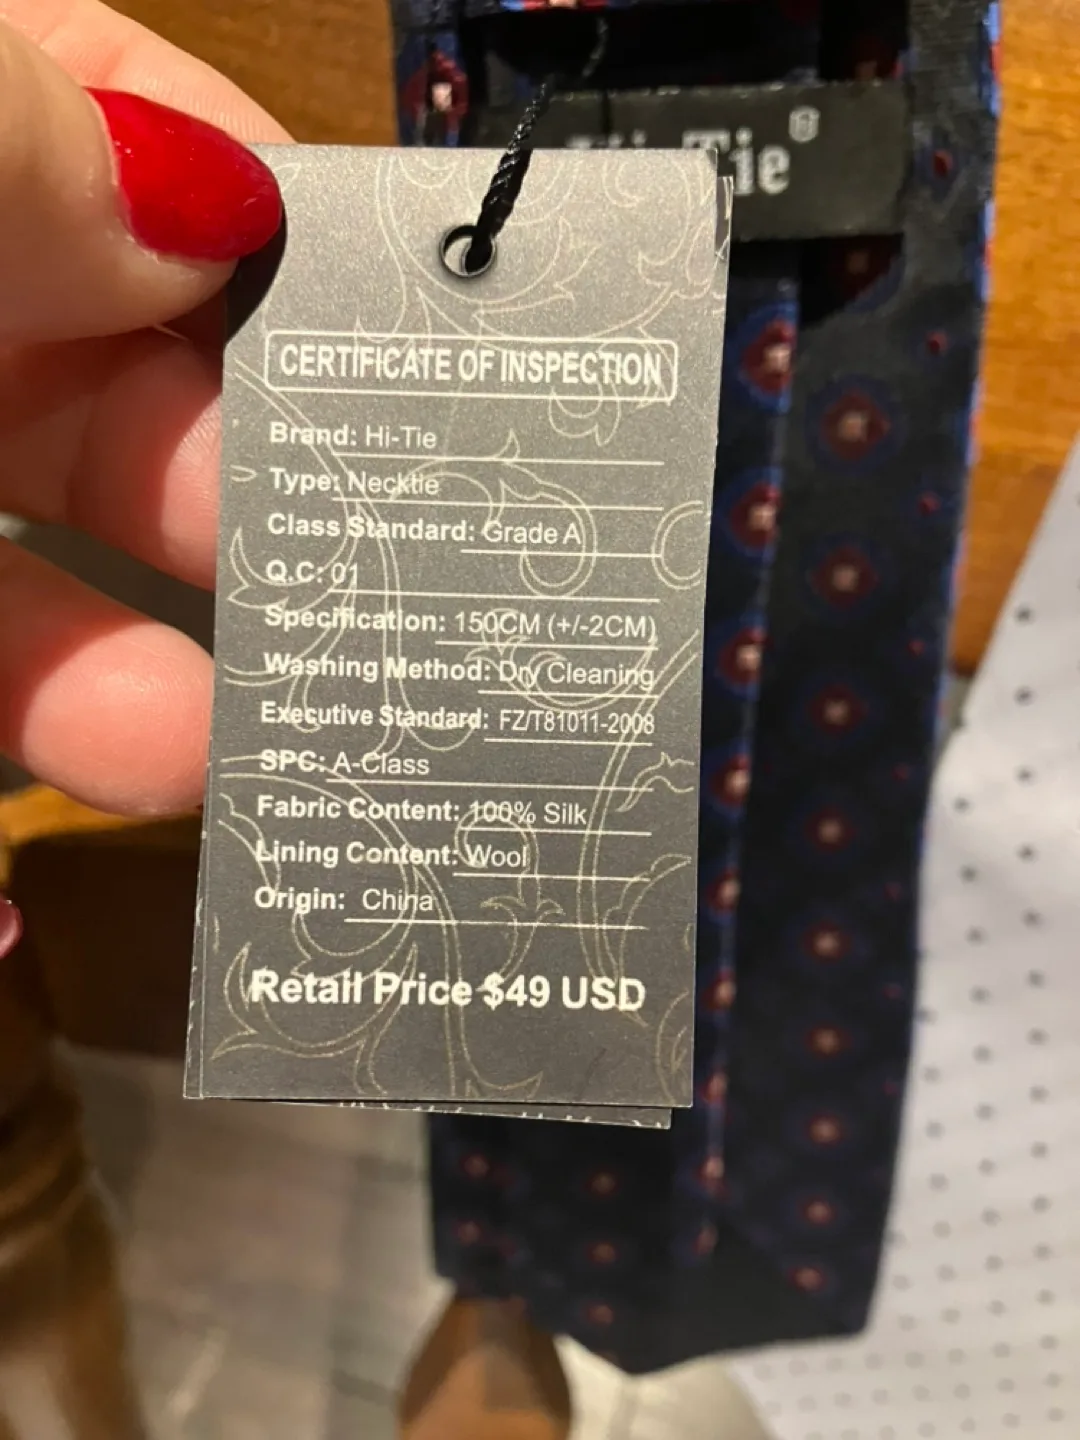 Tie®
CERTIFICATE OF INSPECTION
Brand: Hi-Tie
Type: Necktie
Class Standard: Grade A
Q.C: 01
Specification: 150CM (+/-2CM)
Washing Method: Dry Cleaning
Executive Standard: FZ/T81011-2008
SPC: A-Class
Fabric Content: 100% Silk
Lining Content: Wool
Origin: China
Retail Price $49 USD